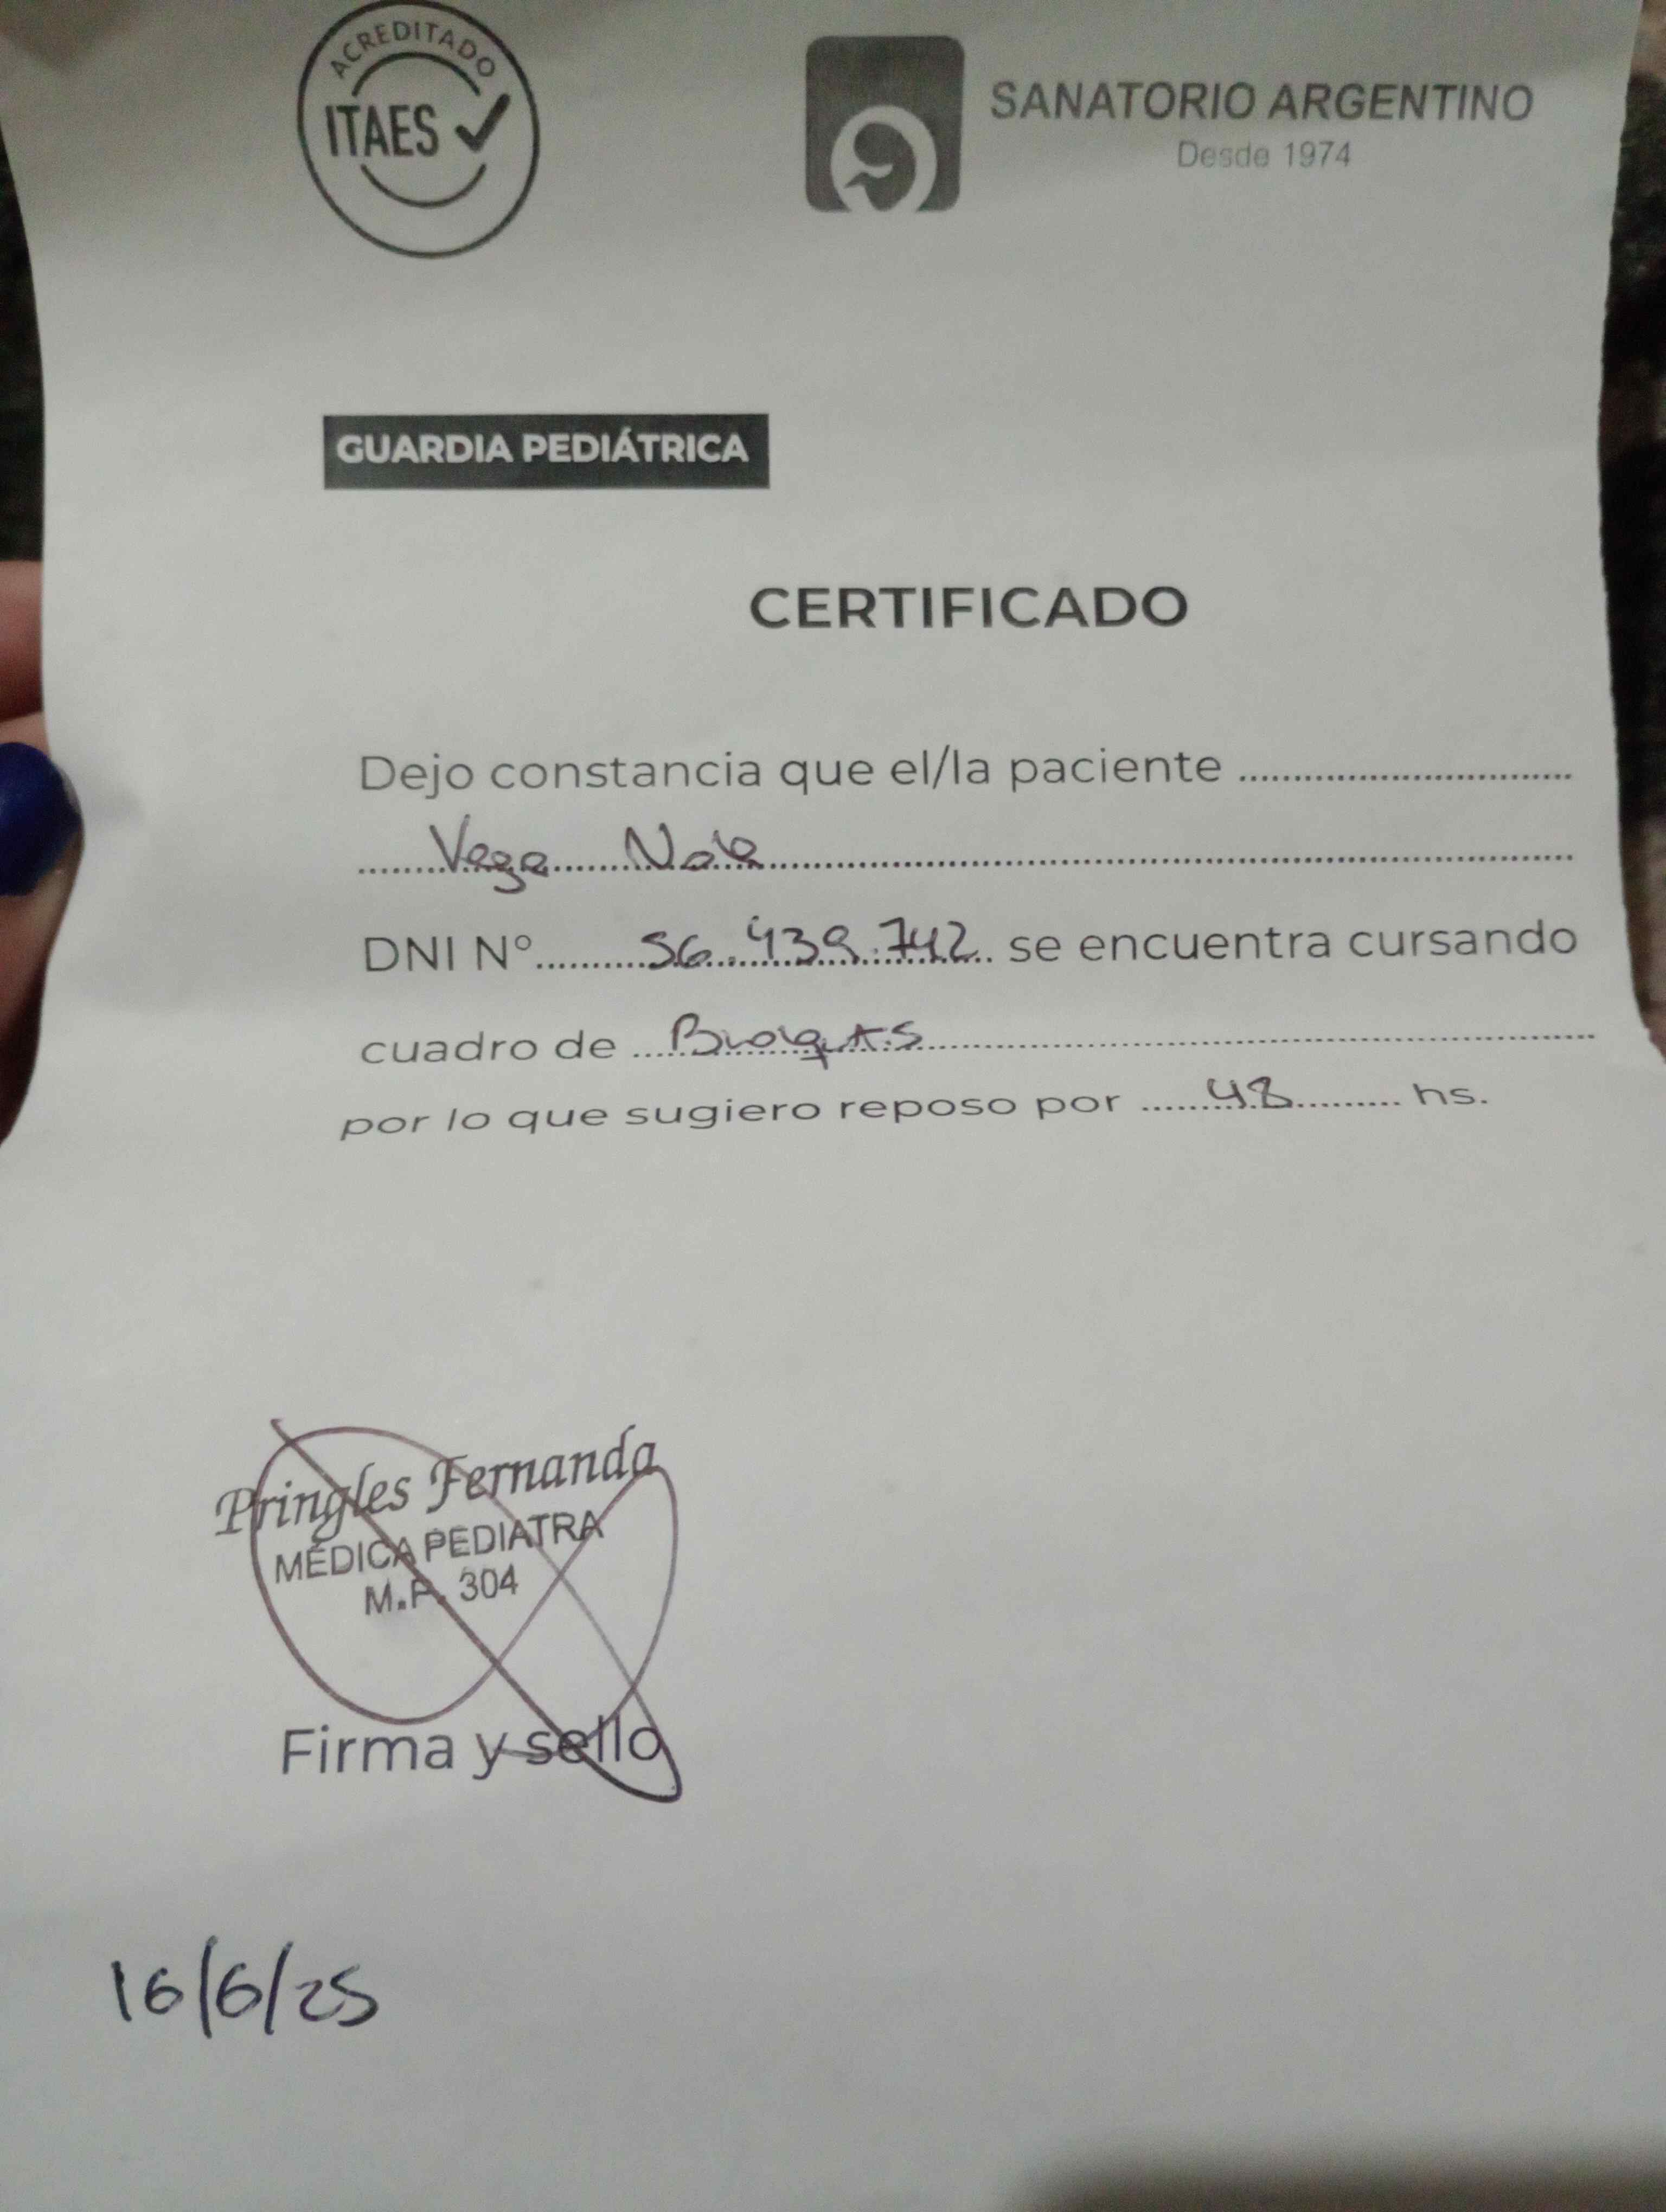 ACREDITADO
ITAES
SANATORIO ARGENTINO
Desde 1974
GUARDIA PEDIÁTRICA
CERTIFICADO
Dejo constancia que el/la paciente
Vega
DNI Nº 56.439.742 se encuentra cursando
cuadro de
por lo que sugiero reposo por 48 hs.
Pringles Fernanda
MÉDICA PEDIATRA
M.P. 304
Firma y sello
16/6/25